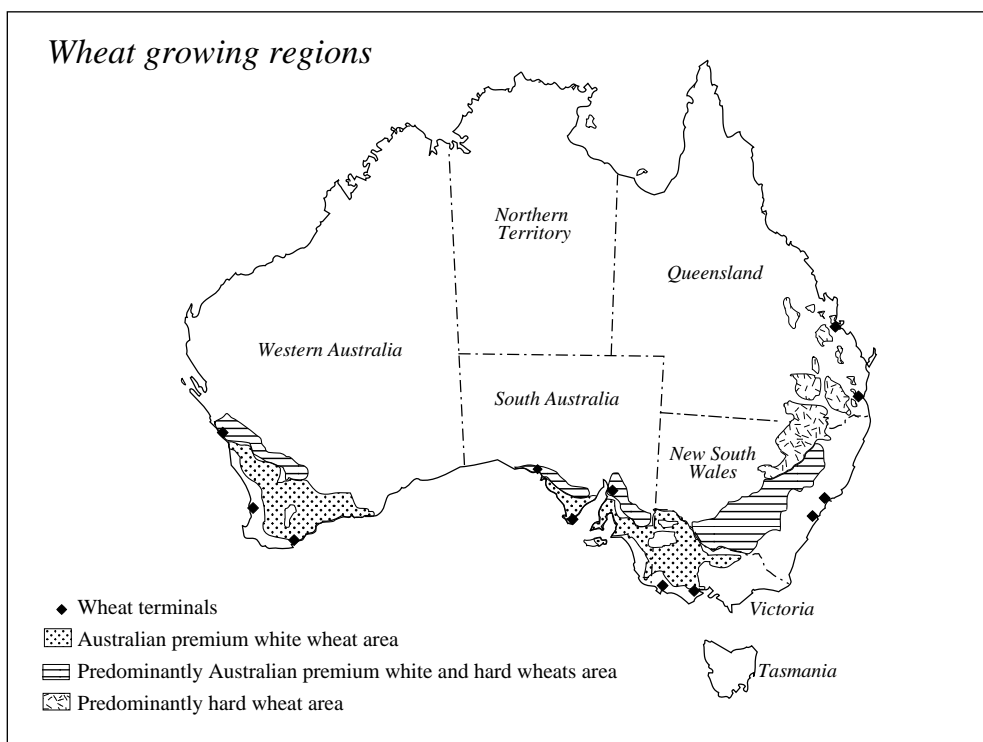 Wheat growing regions
Northern
Territory
Queensland
Western Australia
South Australia
New South
Wales
Victoria
Tasmania
Wheat terminals
Australian premium white wheat area
Predominantly Australian premium white and hard wheats area
Predominantly hard wheat area